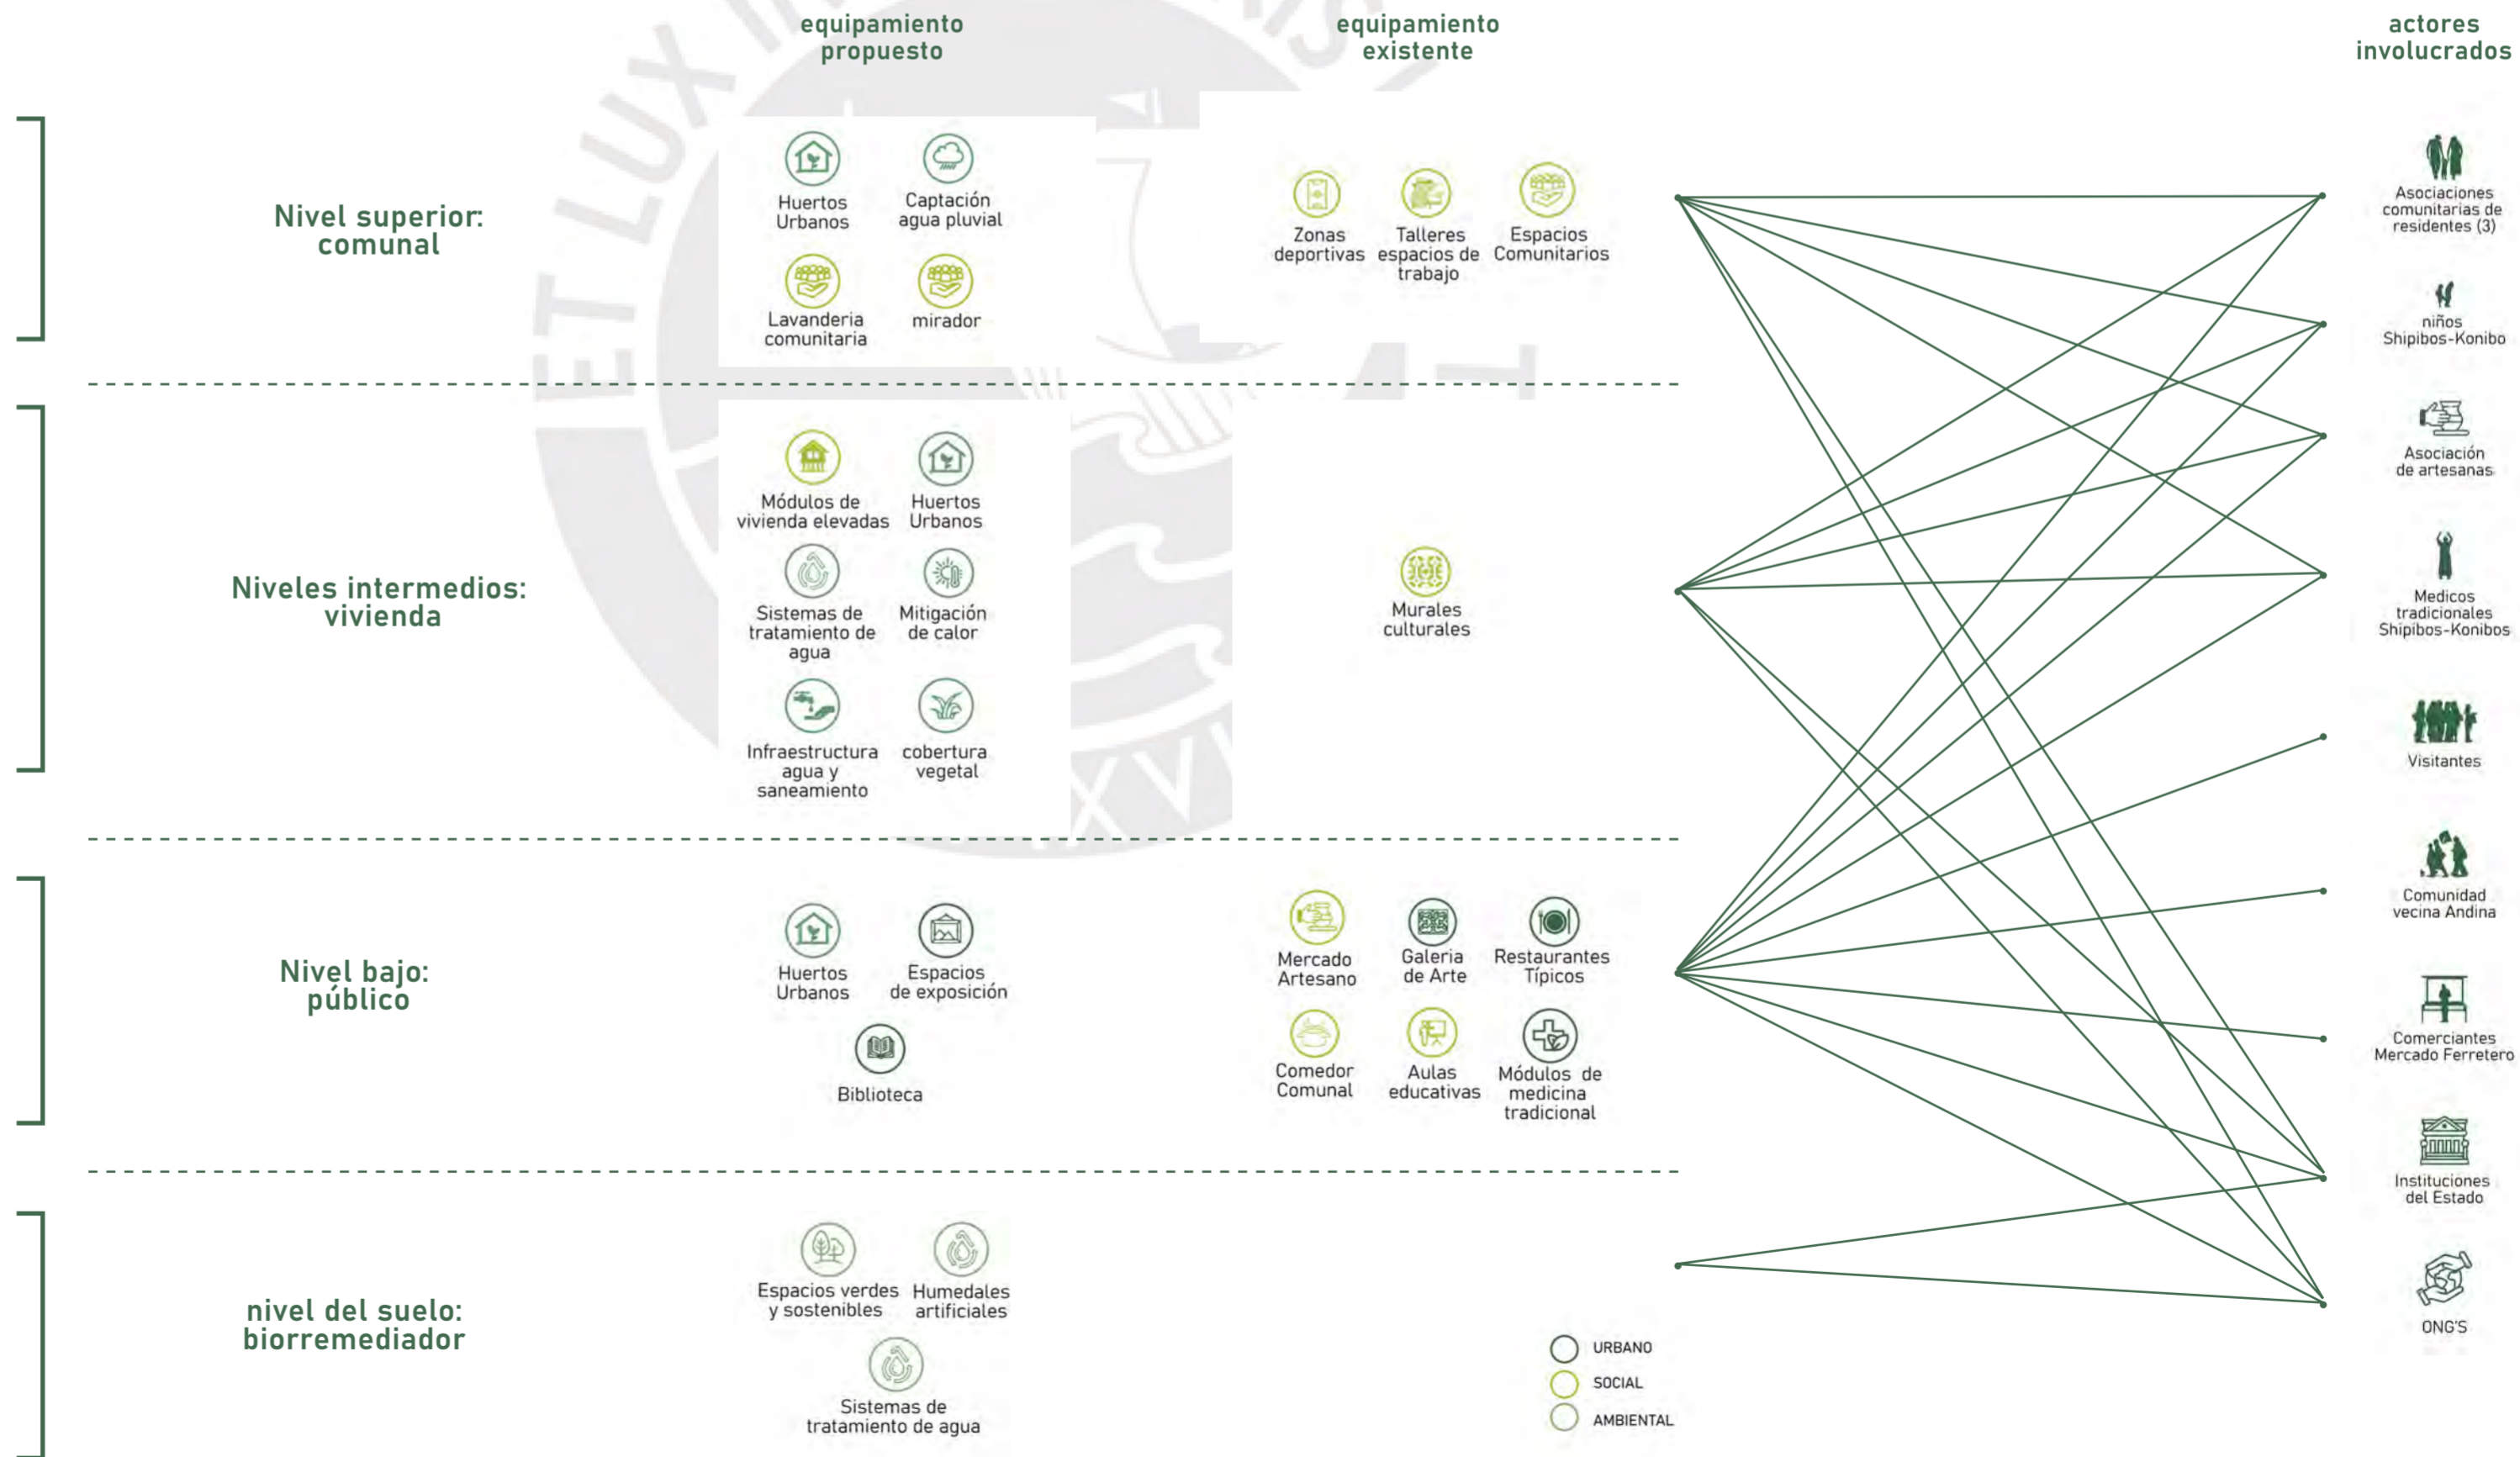 equipamiento
propuesto
equipamiento
existente
actores
involucrados
Nivel superior:
comunal
Huertos
Urbanos
Captación
agua pluvial
Lavanderia
comunitaria
mirador
Zonas
deportivas
Talleres
espacios de
trabajo
Espacios
Comunitarios
Niveles intermedios:
vivienda
Módulos de
vivienda elevadas
Huertos
Urbanos
Sistemas de
tratamiento de
agua
Mitigación
de calor
Infraestructura
agua y
saneamiento
cobertura
vegetal
Murales
culturales
Nivel bajo:
público
Huertos
Urbanos
Espacios
de exposición
Biblioteca
Mercado
Artesano
Galeria
de Arte
Restaurantes
Típicos
Comedor
Comunal
Aulas
educativas
Módulos de
medicina
tradicional
nivel del suelo:
biorremediador
Espacios verdes
y sostenibles
Humedales
artificiales
Sistemas de
tratamiento de agua
URBANO
SOCIAL
AMBIENTAL
Asociaciones
comunitarias de
residentes (3)
niños
Shipibos-Konibo
Asociación
de artesanas
Medicos
tradicionales
Shipibos-Konibos
Visitantes
Comunidad
vecina Andina
Comerciantes
Mercado Ferretero
Instituciones
del Estado
ONG'S
ET LUX IN